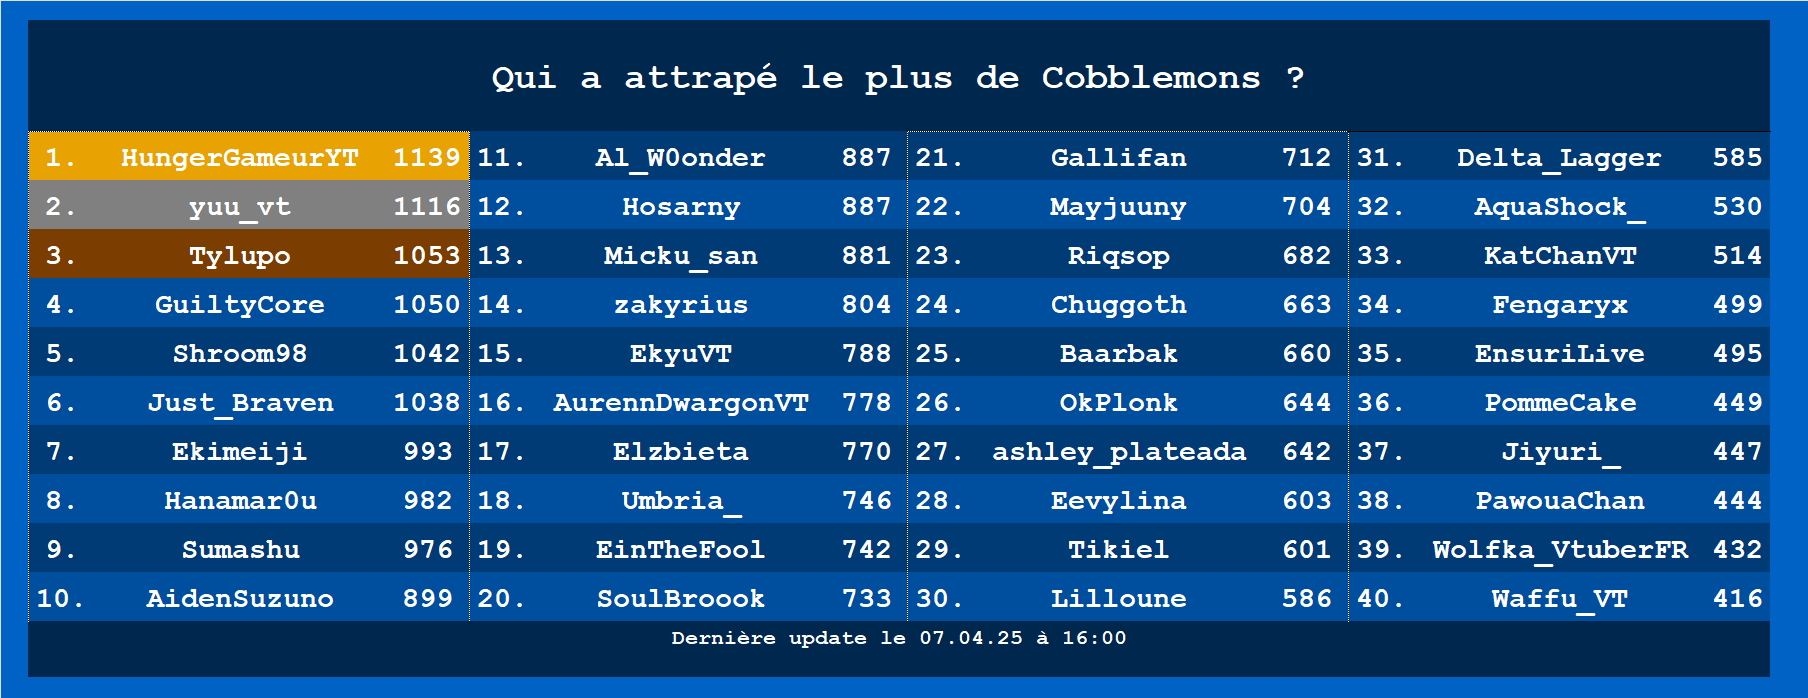 Qui a attrapé le plus de Cobblemons ?
1. HungerGameurYT 1139 11. Al_W0onder 887 21. Gallifan 712 31. Delta_Lagger 585
2. yuu_vt 1116 12. Hosarny 887 22. Mayjuuny 704 32. AquaShock_ 530
3. Tylupo 1053 13. Micku_san 881 23. Riqsop 682 33. KatChanVT 514
4. GuiltyCore 1050 14. zakyrius 804 24. Chuggoth 663 34. Fengaryx 499
5. Shroom98 1042 15. EkyuVT 788 25. Baarbak 660 35. EnsuriLive 495
6. Just_Braven 1038 16. AurennDwargonVT 778 26. OkPlonk 644 36. PommeCake 449
7. Ekimeiji 993 17. Elzbieta 770 27. ashley_plateada 642 37. Jiyuri_ 447
8. Hanamar0u 982 18. Umbria_ 746 28. Eevylina 603 38. PawouaChan 444
9. Sumashu 976 19. EinTheFool 742 29. Tikiel 601 39. Wolfka_VtuberFR 432
10. AidenSuzuno 899 20. SoulBroook 733 30. Lilloune 586 40. Waffu_VT 416
Dernière update le 07.04.25 à 16:00